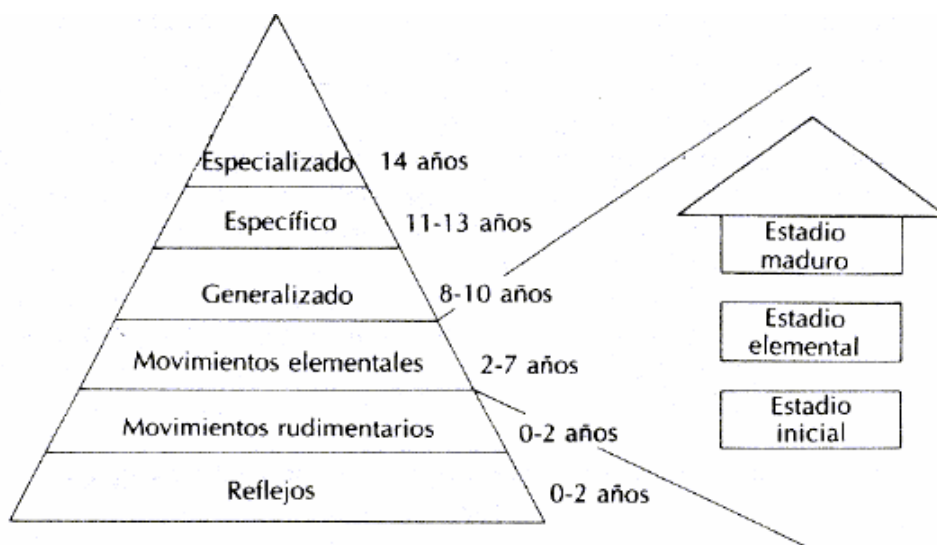 Especializado 14 años
Específico 11-13 años
Generalizado 8-10 años
Movimientos elementales 2-7 años
Movimientos rudimentarios 0-2 años
Reflejos 0-2 años
Estadio
maduro
Estadio
elemental
Estadio
inicial